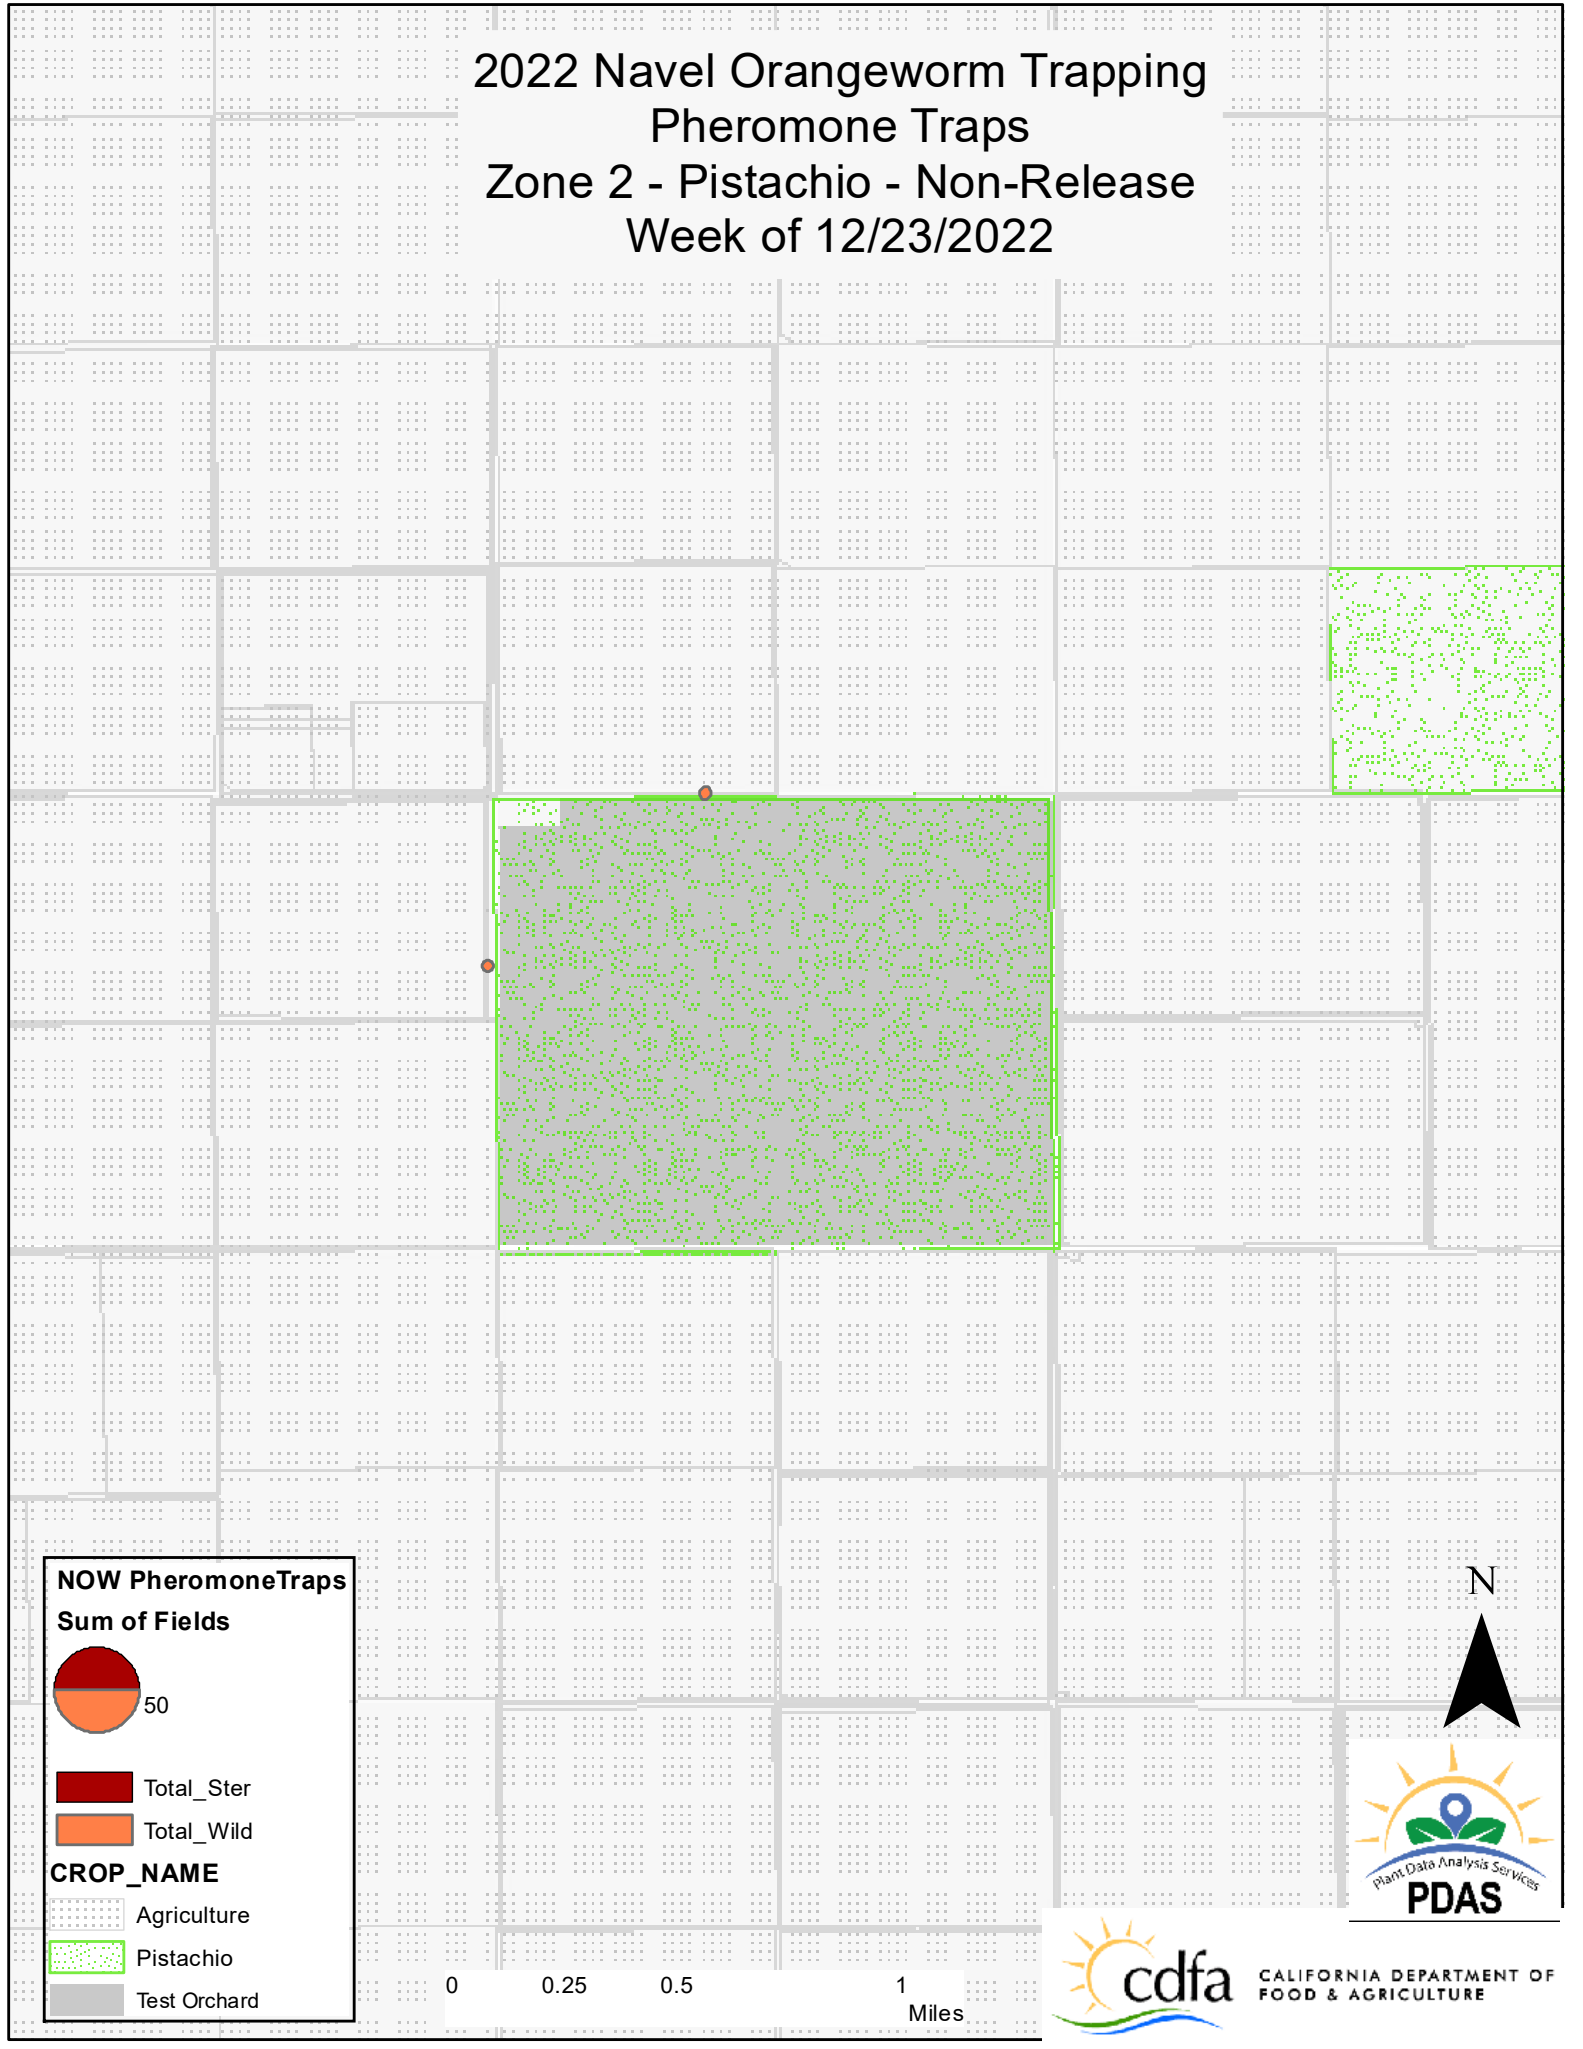 2022 Navel Orangeworm Trapping
Pheromone Traps
Zone 2 - Pistachio - Non-Release
Week of 12/23/2022
NOW PheromoneTraps
Sum of Fields
50
Total_Ster
Total_Wild
CROP_NAME
Agriculture
Pistachio
Test Orchard
0 0.25 0.5 1
Miles
N
Plant Data Analysis Services
PDAS
cdfa
CALIFORNIA DEPARTMENT OF
FOOD & AGRICULTURE